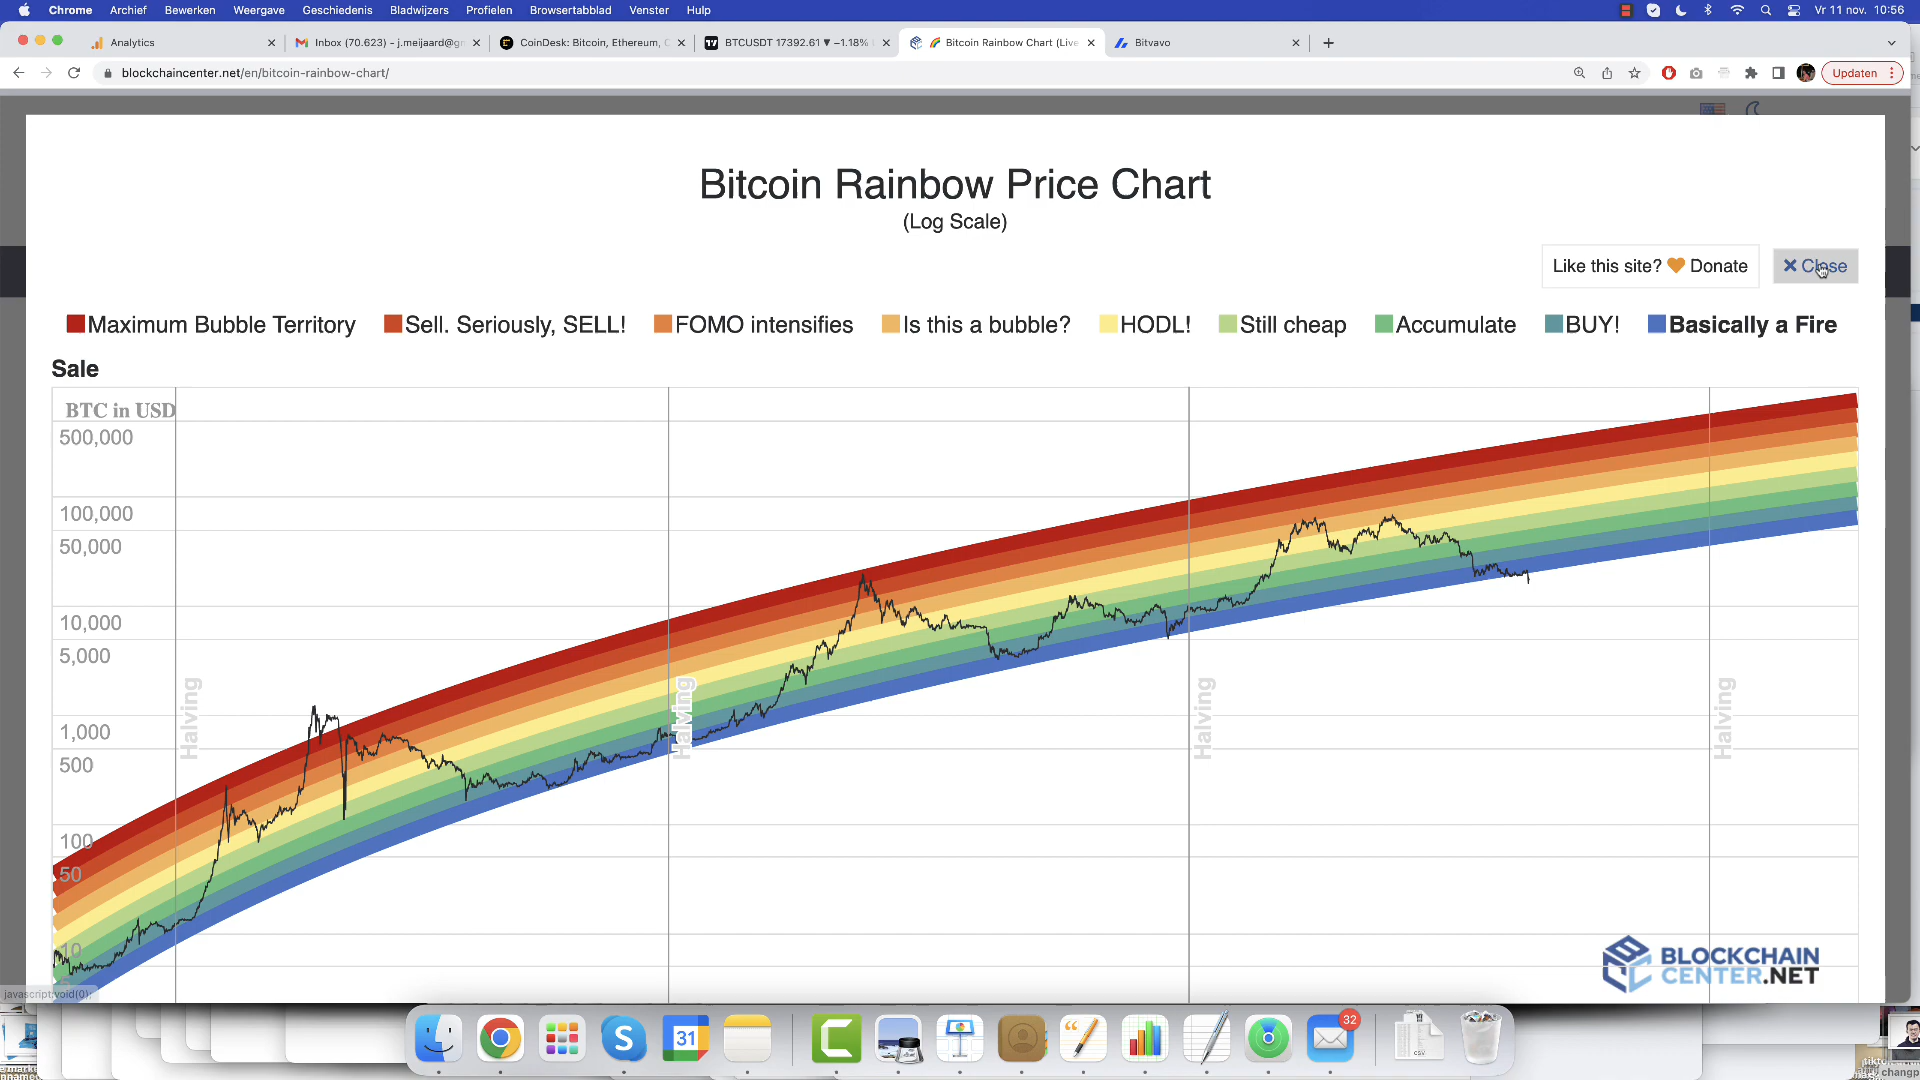 Chrome Archief Bewerken Weergave Geschiedenis Bladwijzers Profielen Browsertabblad Venster Hulp Vr 11 nov. 10:56
Analytics Inbox (70.623) - j.meijaard@gm CoinDesk: Bitcoin, Ethereum, C BTCUSDT 17392.61 ▼ −1.18% Bitcoin Rainbow Chart (Live Bitvavo
blockchaincenter.net/en/bitcoin-rainbow-chart/ Updaten
Bitcoin Rainbow Price Chart
(Log Scale)
Like this site? Donate Close
Maximum Bubble Territory Sell. Seriously, SELL! FOMO intensifies Is this a bubble? HODL! Still cheap Accumulate BUY! Basically a Fire
Sale
BTC in USD
500,000
100,000
50,000
10,000
5,000
1,000
500
100
50
10
Halving
Halving
Halving
Halving
BLOCKCHAIN
CENTER.NET
javascript:void(0);
31
32
CSV